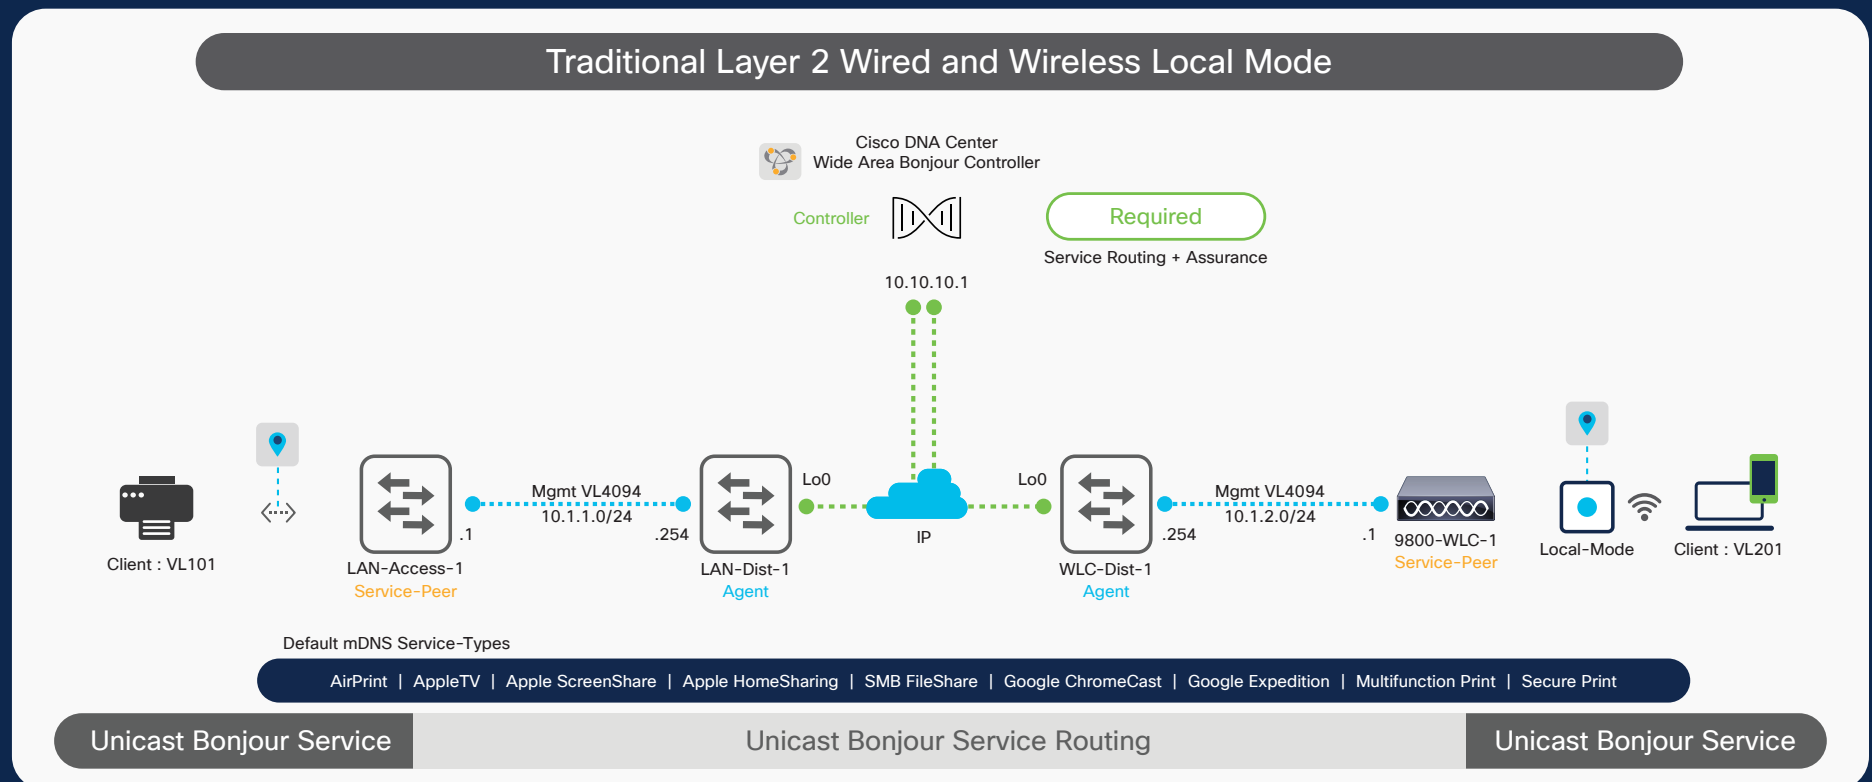 Traditional Layer 2 Wired and Wireless Local Mode
Cisco DNA Center
Wide Area Bonjour Controller
Controller
Required
Service Routing + Assurance
10.10.10.1
Client : VL101
LAN-Access-1
Service-Peer
.1
Mgmt VL4094
10.1.1.0/24
.254
LAN-Dist-1
Agent
Lo0
IP
Lo0
WLC-Dist-1
Agent
.254
Mgmt VL4094
10.1.2.0/24
.1
9800-WLC-1
Service-Peer
Local-Mode
Client : VL201
Default mDNS Service-Types
AirPrint | AppleTV | Apple ScreenShare | Apple HomeSharing | SMB FileShare | Google ChromeCast | Google Expedition | Multifunction Print | Secure Print
Unicast Bonjour Service
Unicast Bonjour Service Routing
Unicast Bonjour Service